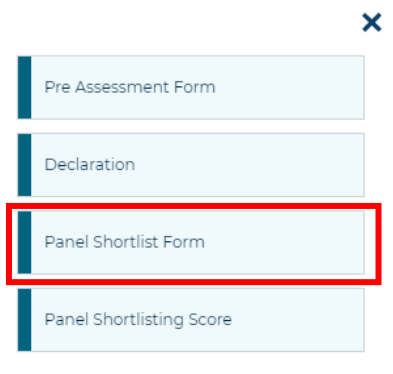 Pre Assessment Form
Declaration
Panel Shortlist Form
Panel Shortlisting Score